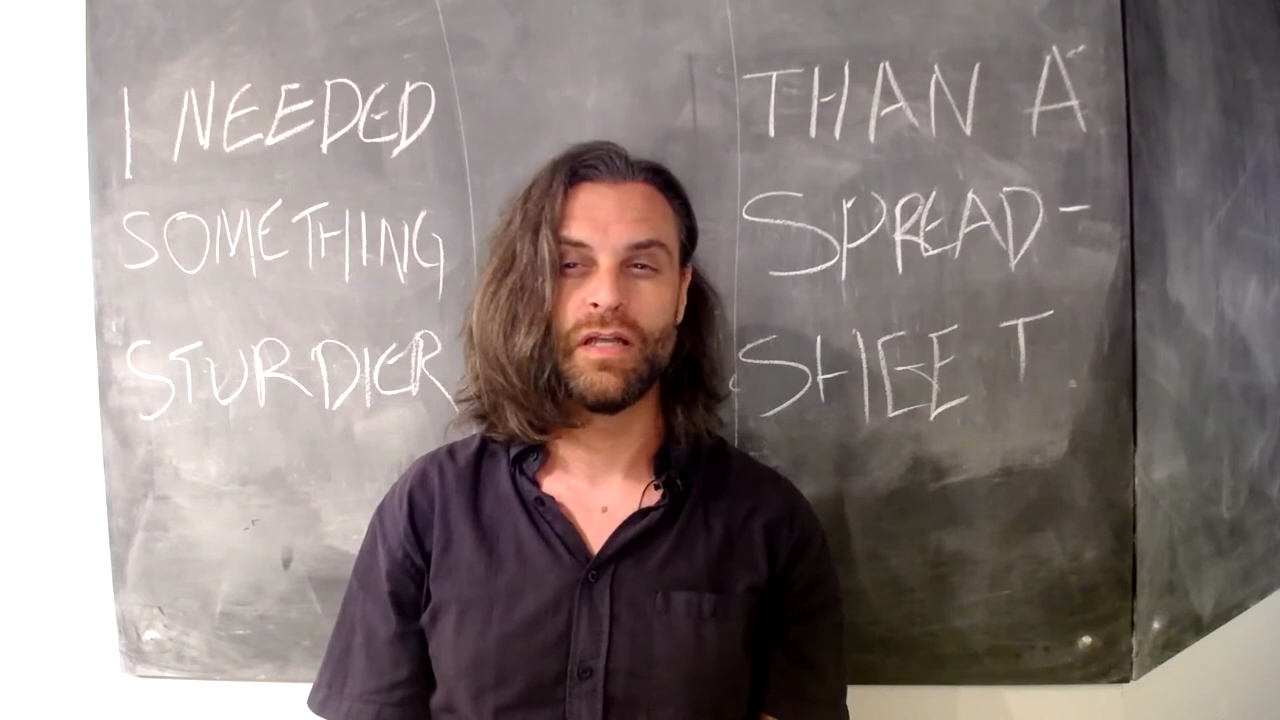 I NEEDED
SOMETHING
STURDIER
THAN A
SPREAD-
SHEET.